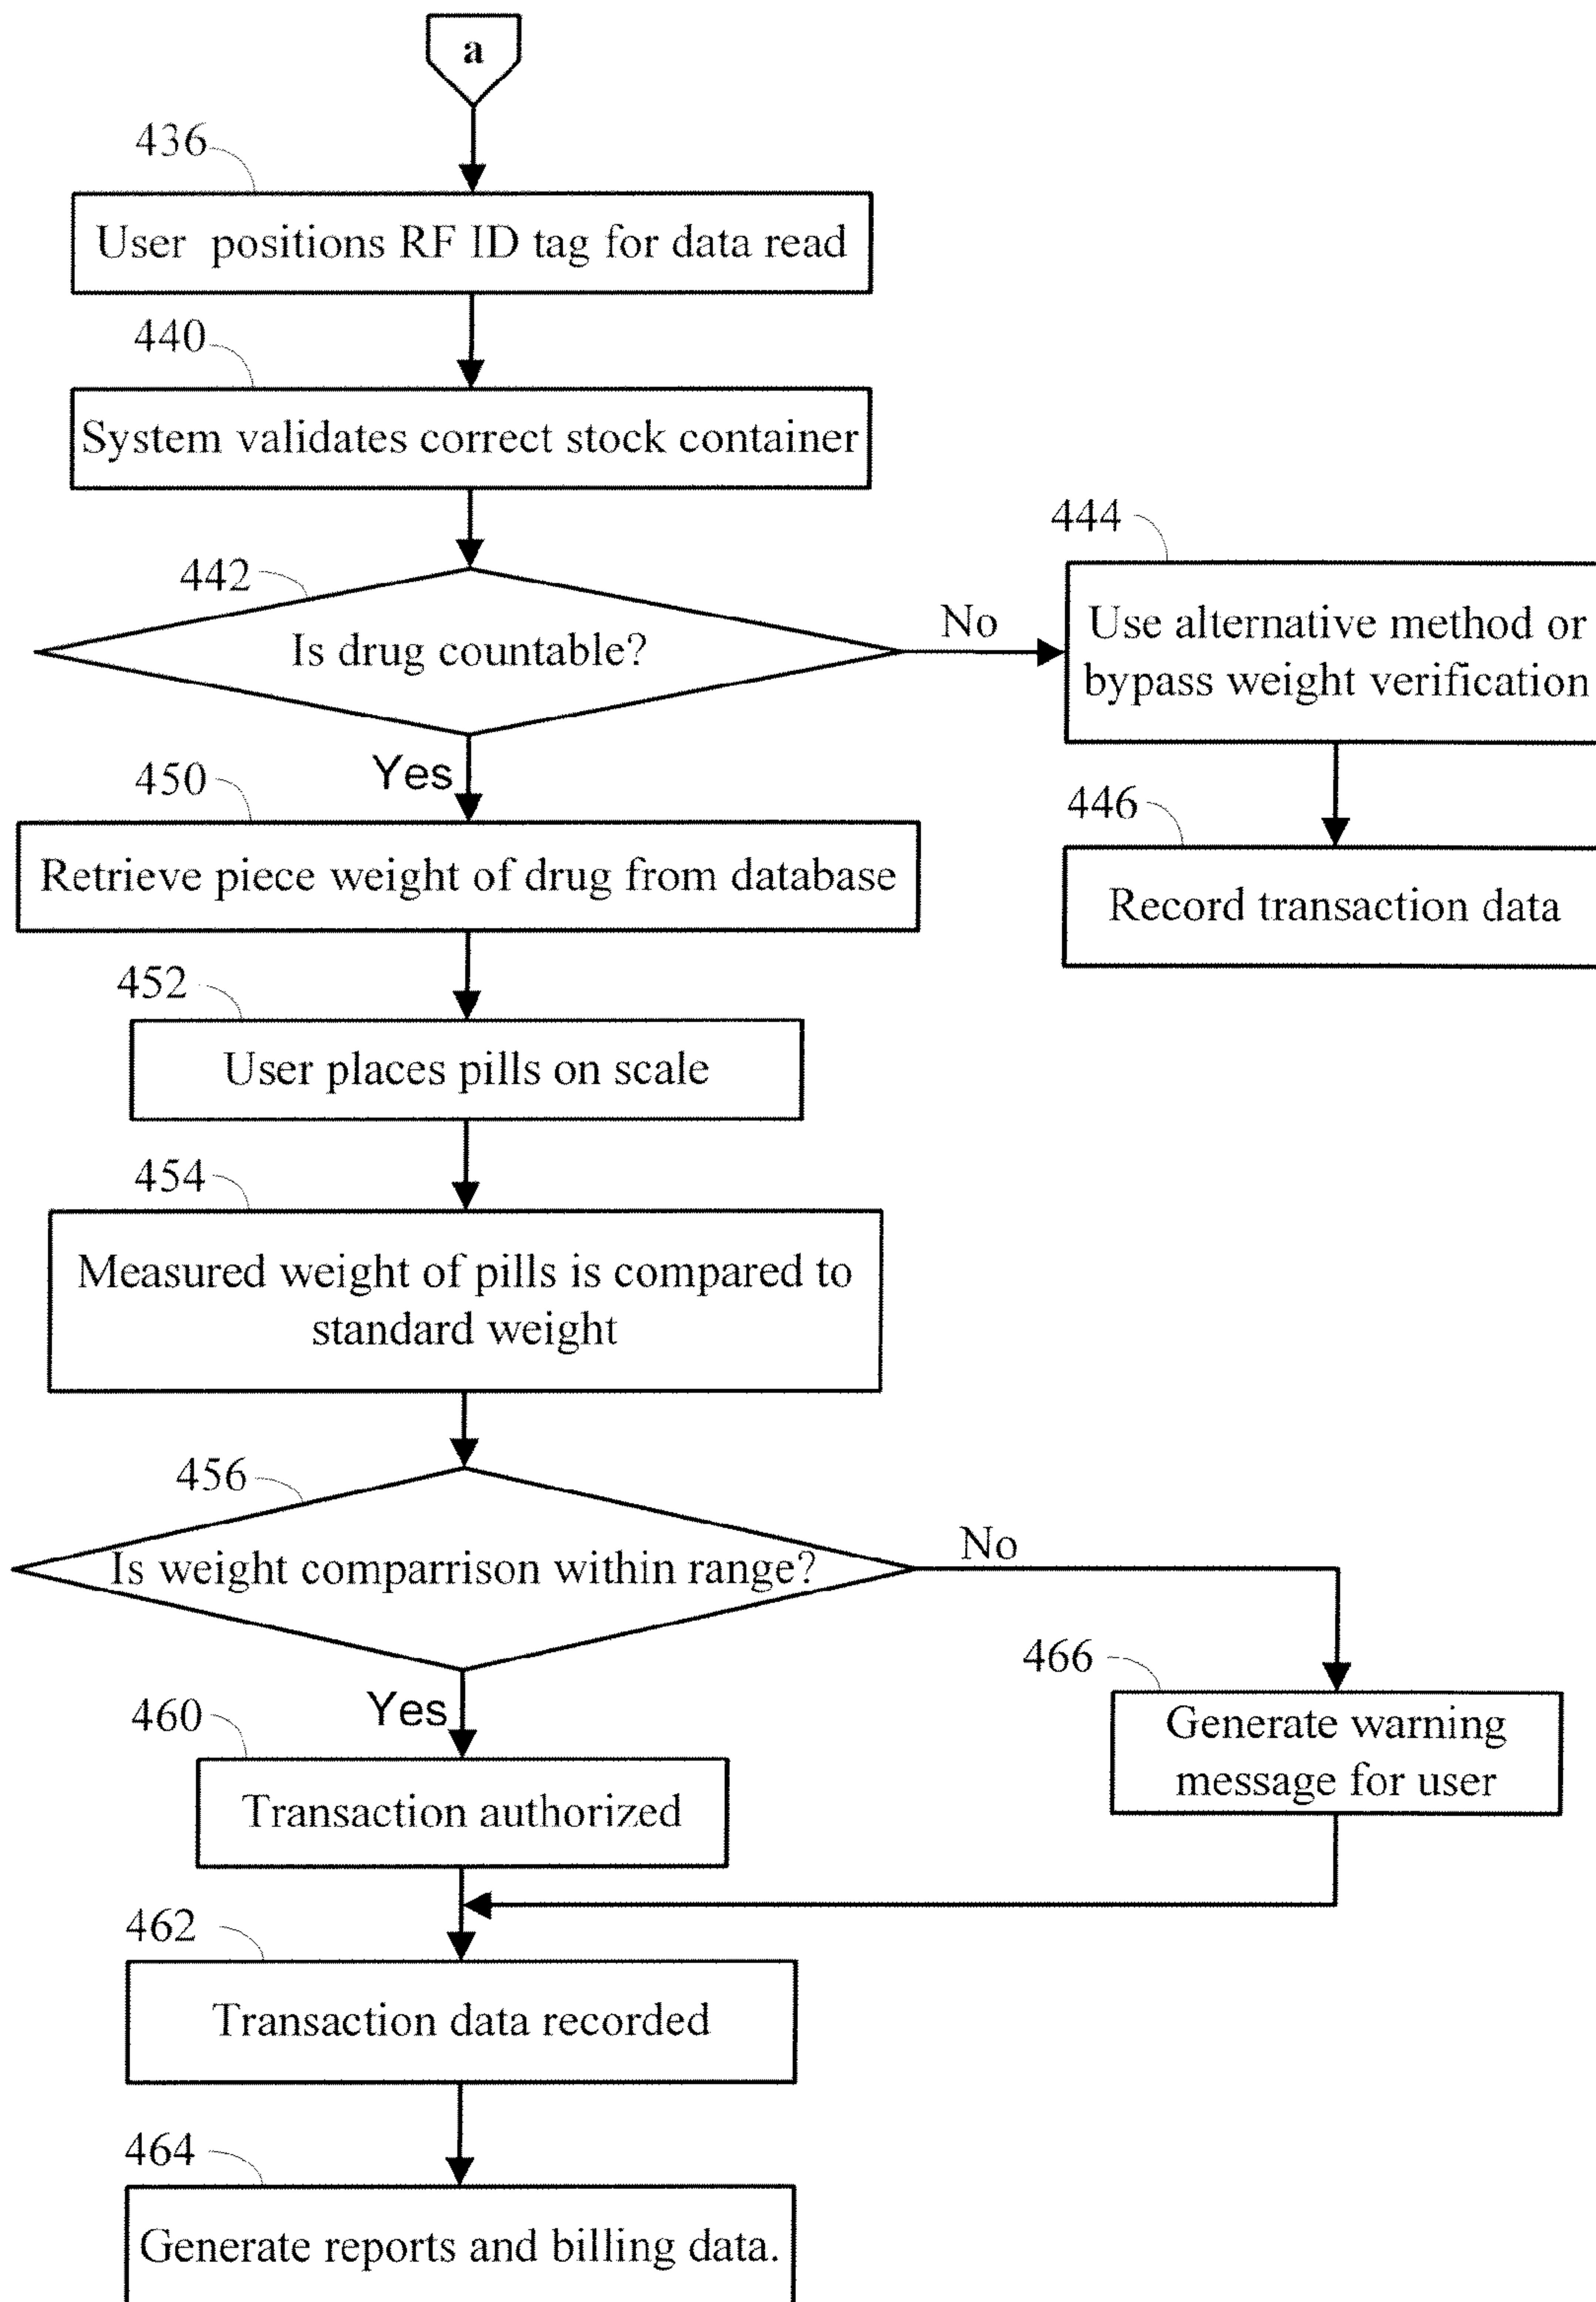 a
436
User positions RF ID tag for data read
440
System validates correct stock container
442
Is drug countable?
No
444
Use alternative method or
bypass weight verification
446
Record transaction data
Yes
450
Retrieve piece weight of drug from database
452
User places pills on scale
454
Measured weight of pills is compared to
standard weight
456
Is weight comparrison within range?
No
466
Generate warning
message for user
Yes
460
Transaction authorized
462
Transaction data recorded
464
Generate reports and billing data.